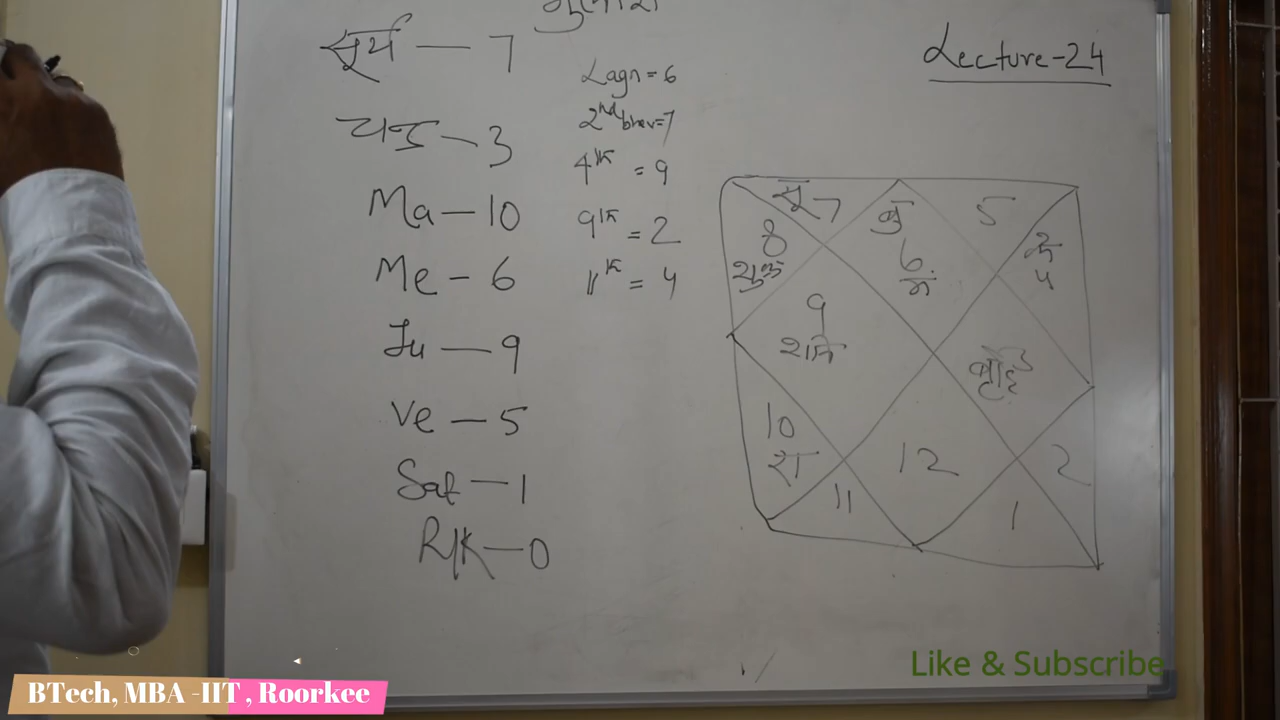 Lecture-24
सूर्य — 7
चन्द्र — 3
Ma — 10
Me — 6
Ju — 9
Ve — 5
Sat — 1
R/K — 0
Lagn = 6
2nd bhav = 7
4th = 9
9th = 2
11th = 4
सू 7
बु
5
8
शुक्र
6
के
4
9
शनि
बृह
10
रा
12
2
11
1
Like & Subscribe
BTech, MBA -IIT , Roorkee